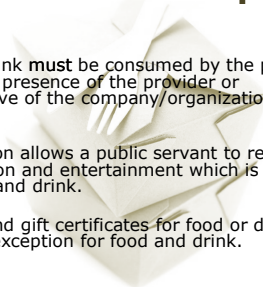 nk must be consumed by the p
presence of the provider or
ve of the company/organizatio
on allows a public servant to re
on and entertainment which is
and drink.
nd gift certificates for food or d
exception for food and drink.